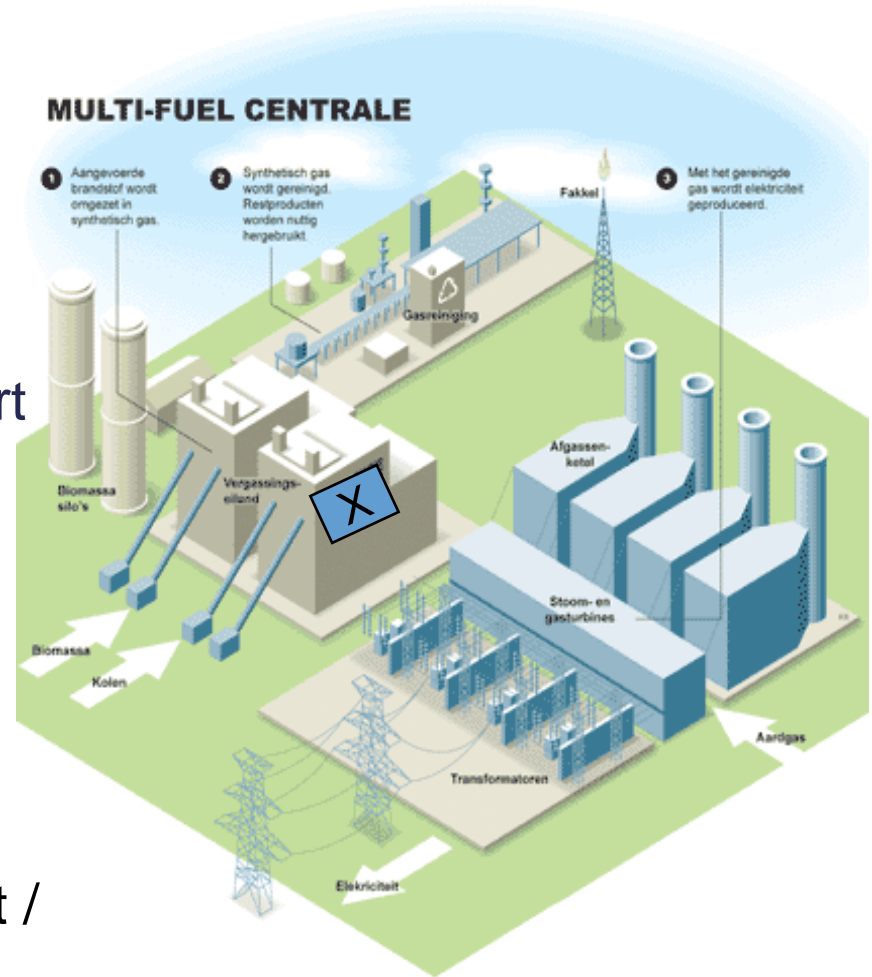 MULTI-FUEL CENTRALE
1 Aangevoerde
brandstof wordt
omgezet in
synthetisch gas.
2 Synthetisch gas
wordt gereinigd.
Restproducten
worden nuttig
hergebruikt
Fakkel
3 Met het gereinigde
gas wordt elektriciteit
geproduceerd.
Gasreiniging
rt
Biomassa
silo's
Vergassings-
eiland
X
Afgassen-
ketel
Stoom- en
gasturbines
Biomassa
Kolen
Aardgas
Transformatoren
Elekriciteit
t /